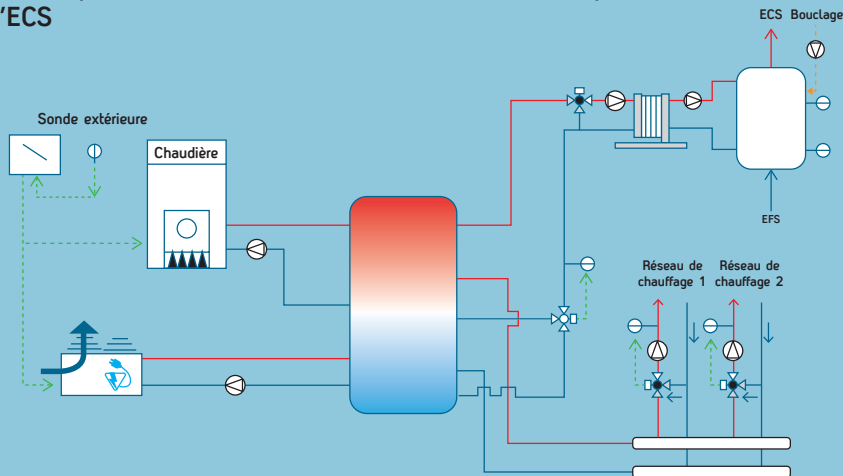 'ECS
ECS Bouclage
Sonde extérieure
Chaudière
EFS
Réseau de
chauffage 1
Réseau de
chauffage 2